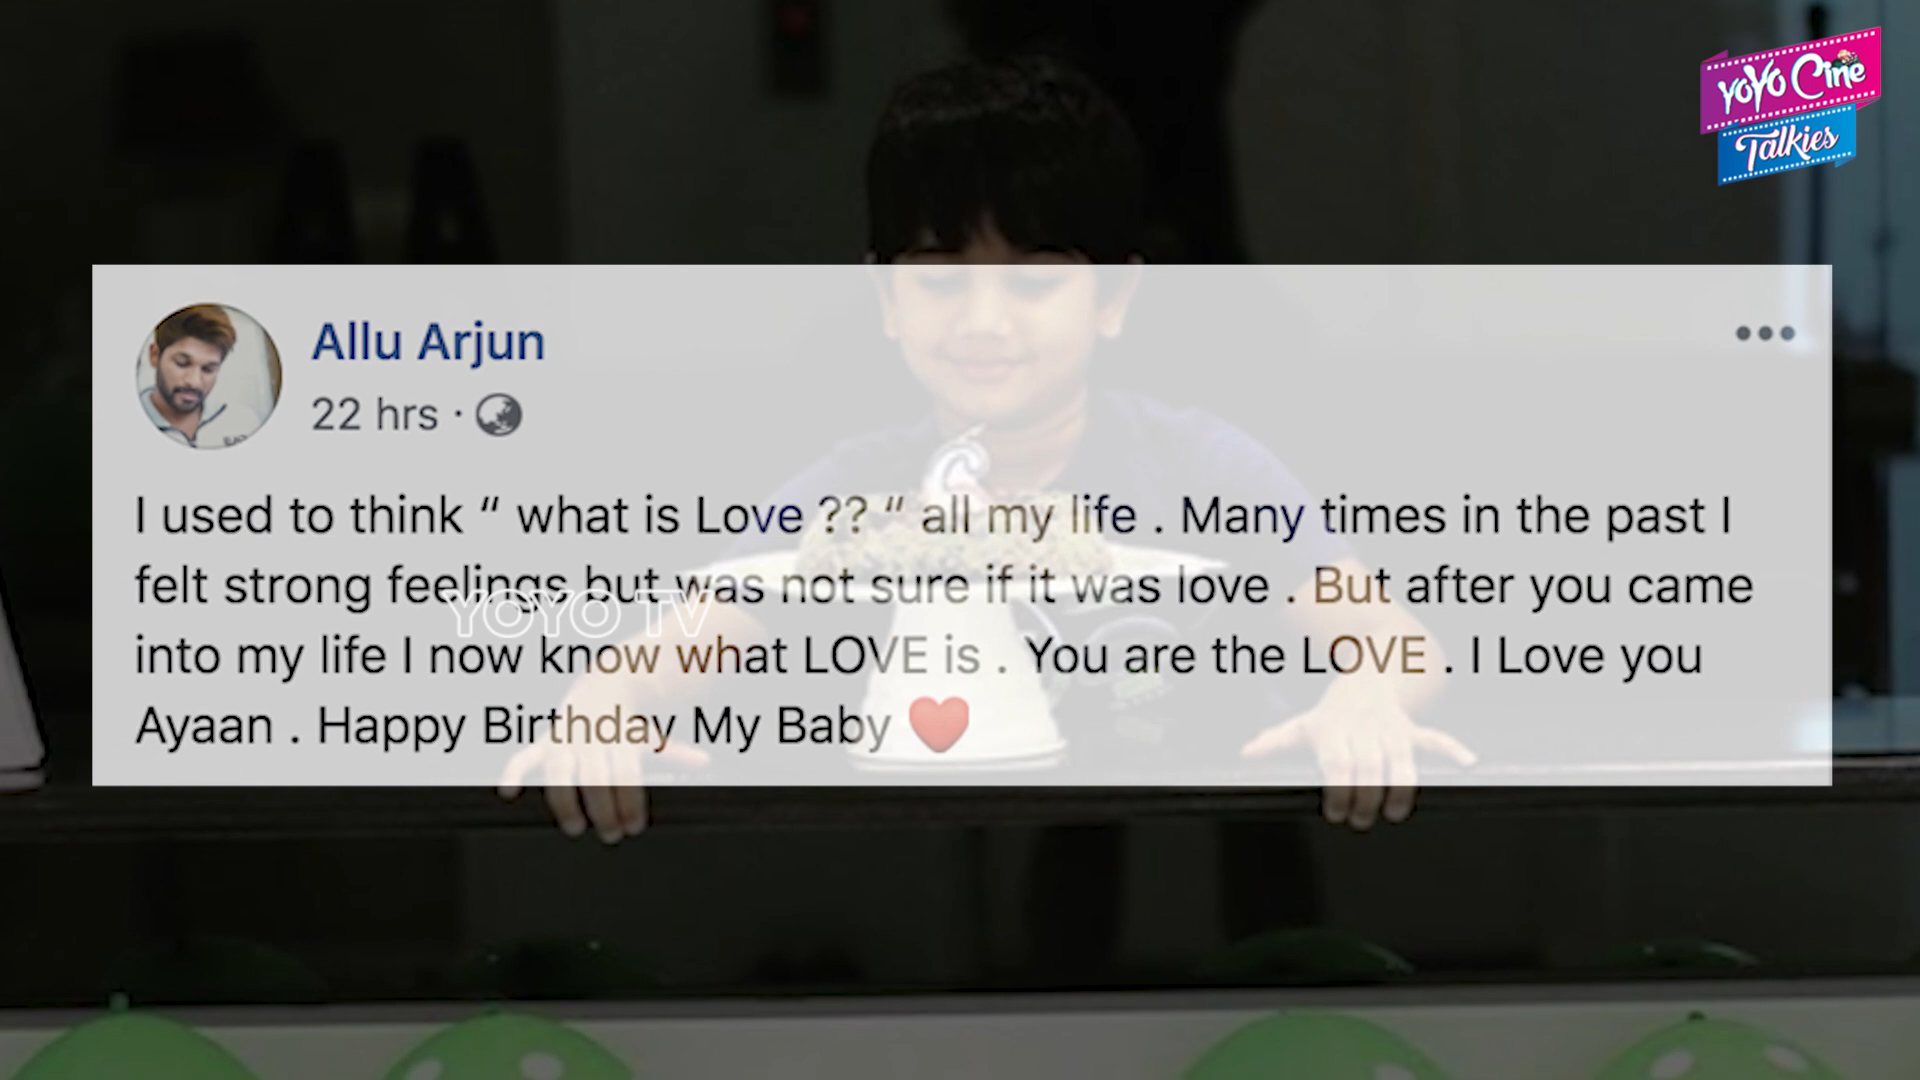 YoYo Cine
Talkies
Allu Arjun
22 hrs ·
I used to think “ what is Love ?? “ all my life . Many times in the past I
felt strong feelings but was not sure if it was love . But after you came
into my life I now know what LOVE is . You are the LOVE . I Love you
Ayaan . Happy Birthday My Baby ❤️
YOYO TV